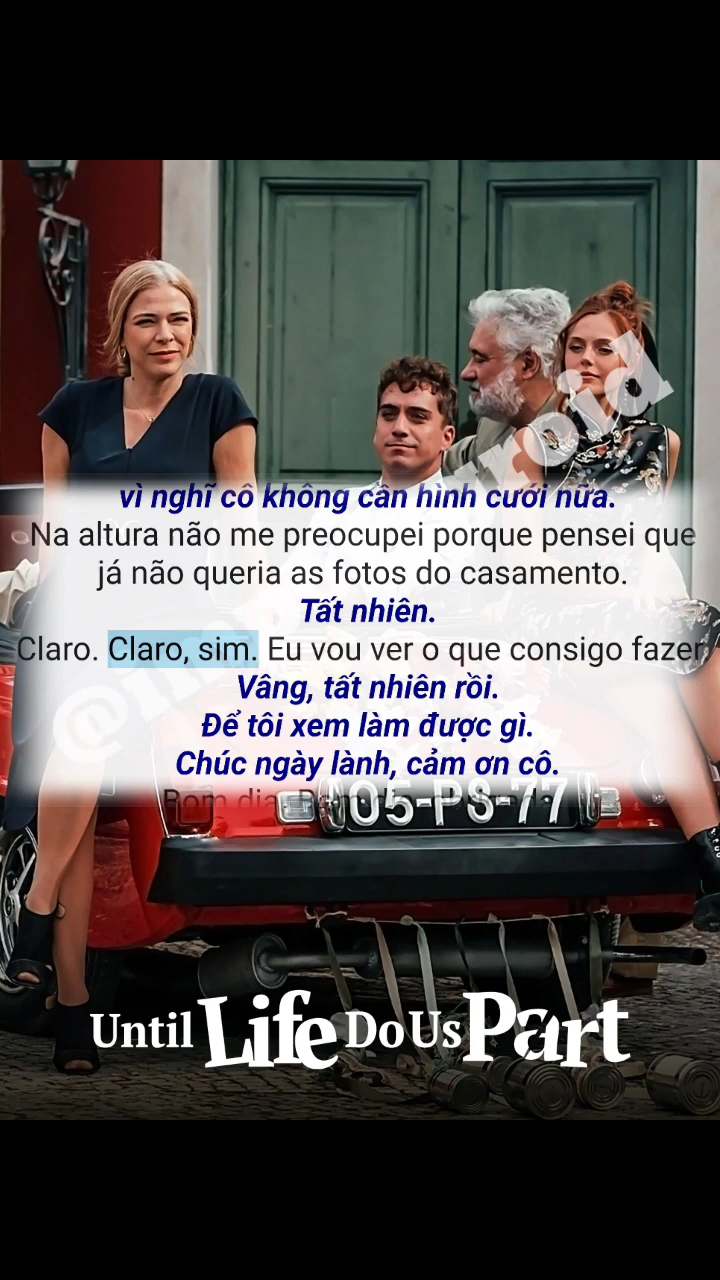 vì nghĩ cô không cần hình cưới nữa.
Na altura não me preocupei porque pensei que
já não queria as fotos do casamento.
Tất nhiên.
Claro. Claro, sim. Eu vou ver o que consigo fazer
Vâng, tất nhiên rồi.
Để tôi xem làm được gì.
Chúc ngày lành, cảm ơn cô.
Bom dia.
05-PS-77
Until Life Do Us Part